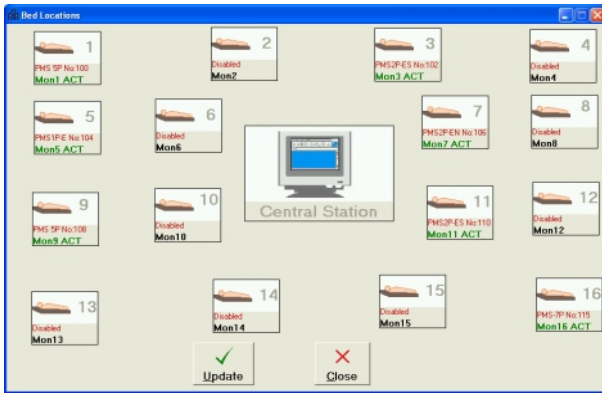 Bed Locations
1
PMS 5P No:100
Mon1 ACT
2
Disabled
Mon2
3
PMS2P-ES No:102
Mon3 ACT
4
Disabled
Mon4
5
PMS1P-E No:104
Mon5 ACT
6
Disabled
Mon6
Central Station
7
PMS2P-EN No:106
Mon7 ACT
8
Disabled
Mon8
9
PMS 5P No:108
Mon9 ACT
10
Disabled
Mon10
11
PMS2P-ES No:110
Mon11 ACT
12
Disabled
Mon12
13
Disabled
Mon13
14
Disabled
Mon14
15
Disabled
Mon15
16
PMS-7P No:115
Mon16 ACT
Update
Close